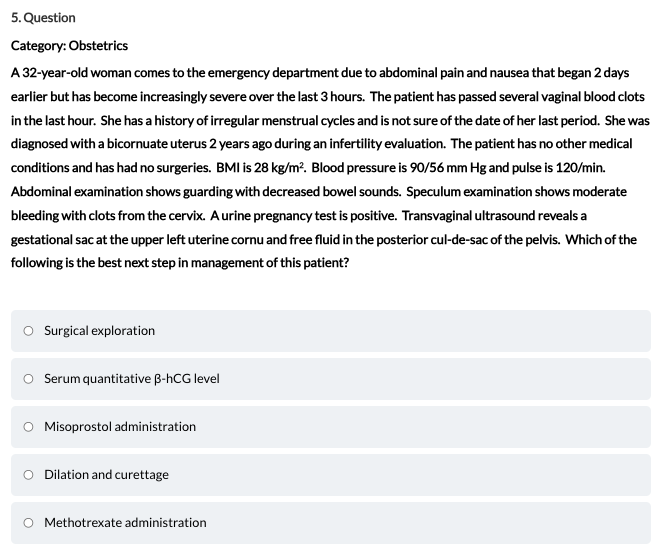 5. Question
Category: Obstetrics
A 32-year-old woman comes to the emergency department due to abdominal pain and nausea that began 2 days
earlier but has become increasingly severe over the last 3 hours. The patient has passed several vaginal blood clots
in the last hour. She has a history of irregular menstrual cycles and is not sure of the date of her last period. She was
diagnosed with a bicornuate uterus 2 years ago during an infertility evaluation. The patient has no other medical
conditions and has had no surgeries. BMI is 28 kg/m². Blood pressure is 90/56 mm Hg and pulse is 120/min.
Abdominal examination shows guarding with decreased bowel sounds. Speculum examination shows moderate
bleeding with clots from the cervix. A urine pregnancy test is positive. Transvaginal ultrasound reveals a
gestational sac at the upper left uterine cornu and free fluid in the posterior cul-de-sac of the pelvis. Which of the
following is the best next step in management of this patient?
Surgical exploration
Serum quantitative β-hCG level
Misoprostol administration
Dilation and curettage
Methotrexate administration